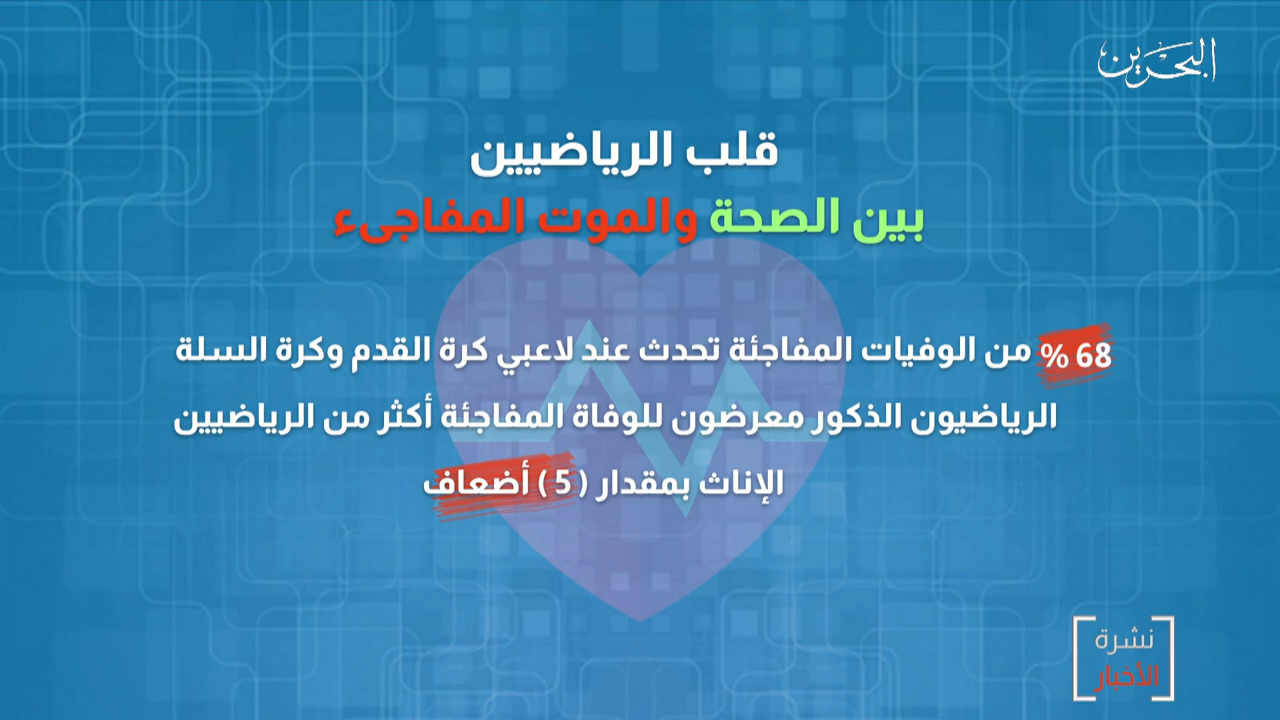 البحرين
قلب الرياضيين
بين الصحة والموت المفاجىء
68 % من الوفيات المفاجئة تحدث عند لاعبي كرة القدم وكرة السلة
الرياضيون الذكور معرضون للوفاة المفاجئة أكثر من الرياضيين
الإناث بمقدار ( 5 ) أضعاف
نشرة
الأخبار